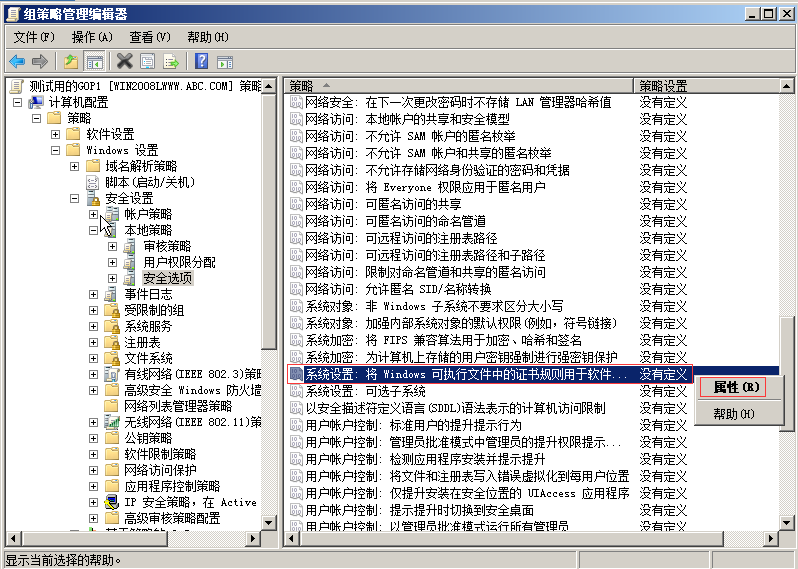 组策略管理编辑器
文件(F) 操作(A) 查看(V) 帮助(H)
测试用的GOP1 [WIN2008LWWW.ABC.COM] 策略
计算机配置
策略
软件设置
Windows 设置
域名解析策略
脚本(启动/关机)
安全设置
帐户策略
本地策略
审核策略
用户权限分配
安全选项
事件日志
受限制的组
系统服务
注册表
文件系统
有线网络(IEEE 802.3)策略
高级安全 Windows 防火墙
网络列表管理器策略
无线网络(IEEE 802.11)策
公钥策略
软件限制策略
网络访问保护
应用程序控制策略
IP 安全策略，在 Active
高级审核策略配置
策略 策略设置
网络安全: 在下一次更改密码时不存储 LAN 管理器哈希值 没有定义
网络访问: 本地帐户的共享和安全模型 没有定义
网络访问: 不允许 SAM 帐户的匿名枚举 没有定义
网络访问: 不允许 SAM 帐户和共享的匿名枚举 没有定义
网络访问: 不允许存储网络身份验证的密码和凭据 没有定义
网络访问: 将 Everyone 权限应用于匿名用户 没有定义
网络访问: 可匿名访问的共享 没有定义
网络访问: 可匿名访问的命名管道 没有定义
网络访问: 可远程访问的注册表路径 没有定义
网络访问: 可远程访问的注册表路径和子路径 没有定义
网络访问: 限制对命名管道和共享的匿名访问 没有定义
网络访问: 允许匿名 SID/名称转换 没有定义
系统对象: 非 Windows 子系统不要求区分大小写 没有定义
系统对象: 加强内部系统对象的默认权限(例如，符号链接) 没有定义
系统加密: 将 FIPS 兼容算法用于加密、哈希和签名 没有定义
系统加密: 为计算机上存储的用户密钥强制进行强密钥保护 没有定义
系统设置: 将 Windows 可执行文件中的证书规则用于软件... 没有定义
系统设置: 可选子系统 没有定义
以安全描述符定义语言(SDDL)语法表示的计算机访问限制 没有定义
用户帐户控制: 标准用户的提升提示行为 没有定义
用户帐户控制: 管理员批准模式中管理员的提升权限提示... 没有定义
用户帐户控制: 检测应用程序安装并提示提升 没有定义
用户帐户控制: 将文件和注册表写入错误虚拟化到每用户位置 没有定义
用户帐户控制: 仅提升安装在安全位置的 UIAccess 应用程序 没有定义
用户帐户控制: 提示提升时切换到安全桌面 没有定义
用户帐户控制: 以管理员批准模式运行所有管理员 没有定义
属性(R)
帮助(H)
显示当前选择的帮助。